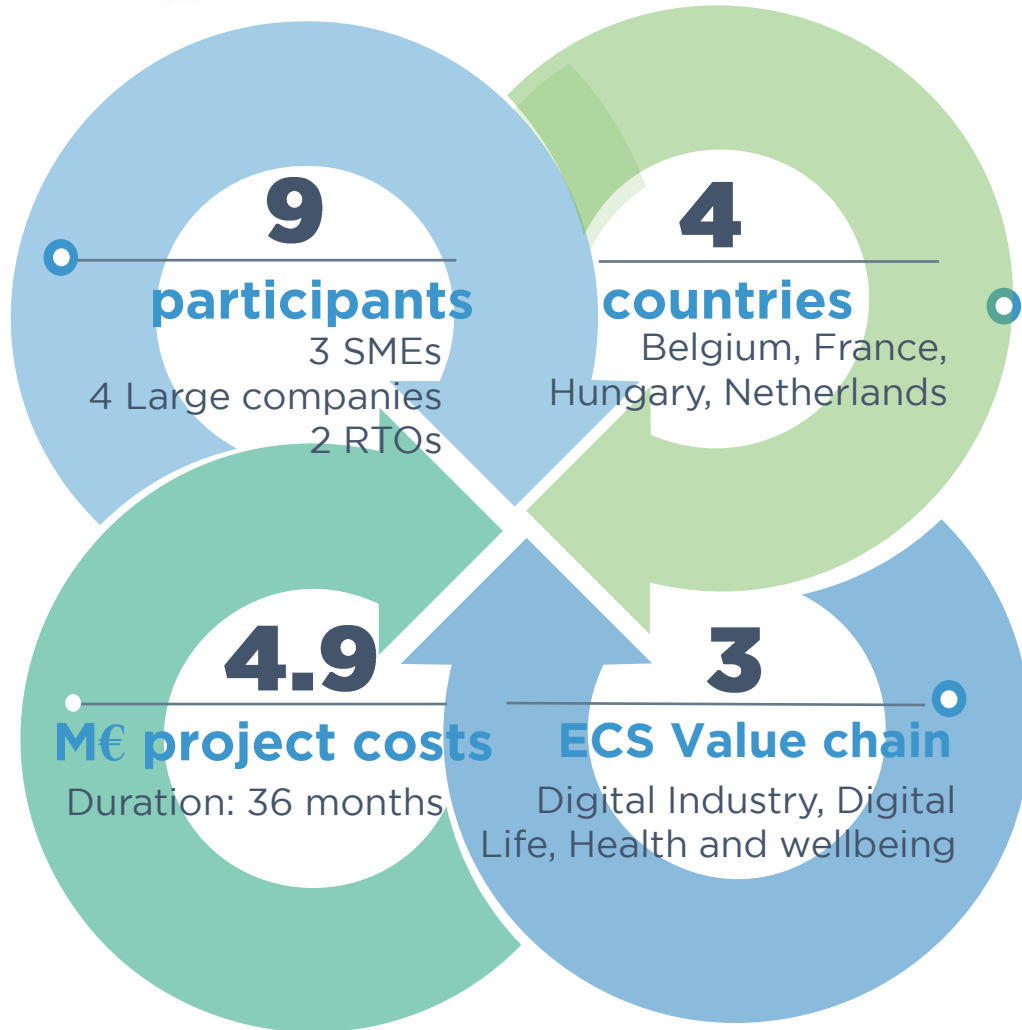 9
participants
3 SMEs
4 Large companies
2 RTOs
4
countries
Belgium, France,
Hungary, Netherlands
4.9
M€ project costs
Duration: 36 months
3
ECS Value chain
Digital Industry, Digital
Life, Health and wellbeing